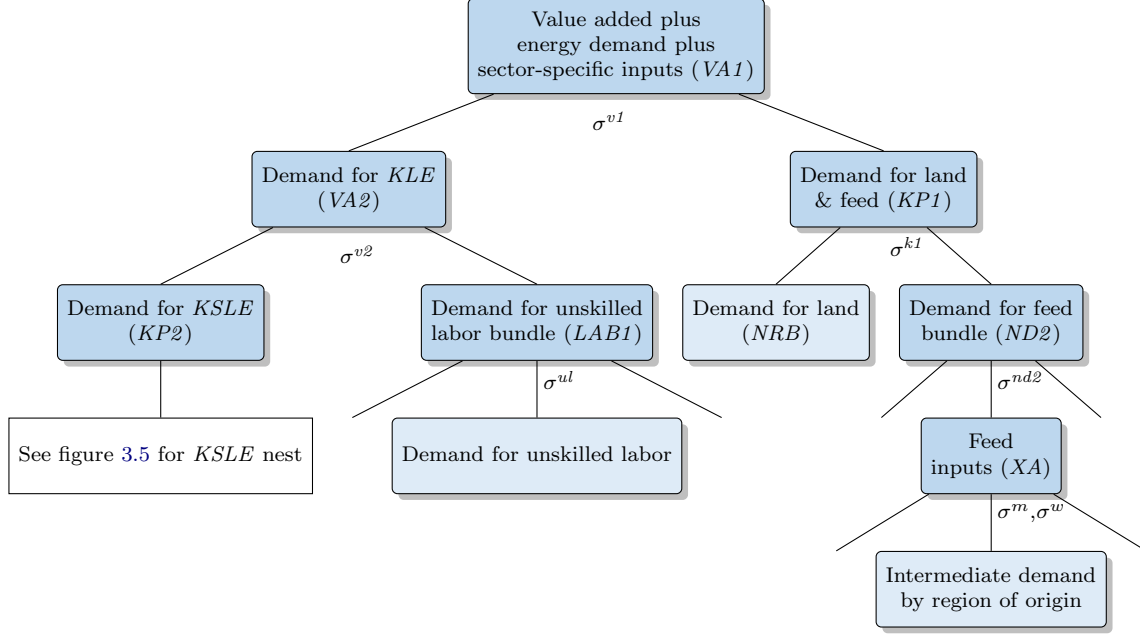 Value added plus
energy demand plus
sector-specific inputs (VA1)
σ^v1
Demand for KLE
(VA2)
Demand for land
& feed (KP1)
σ^v2
σ^k1
Demand for KSLE
(KP2)
Demand for unskilled
labor bundle (LAB1)
Demand for land
(NRB)
Demand for feed
bundle (ND2)
σ^ul
σ^nd2
See figure 3.5 for KSLE nest
Demand for unskilled labor
Feed
inputs (XA)
σ^m,σ^w
Intermediate demand
by region of origin